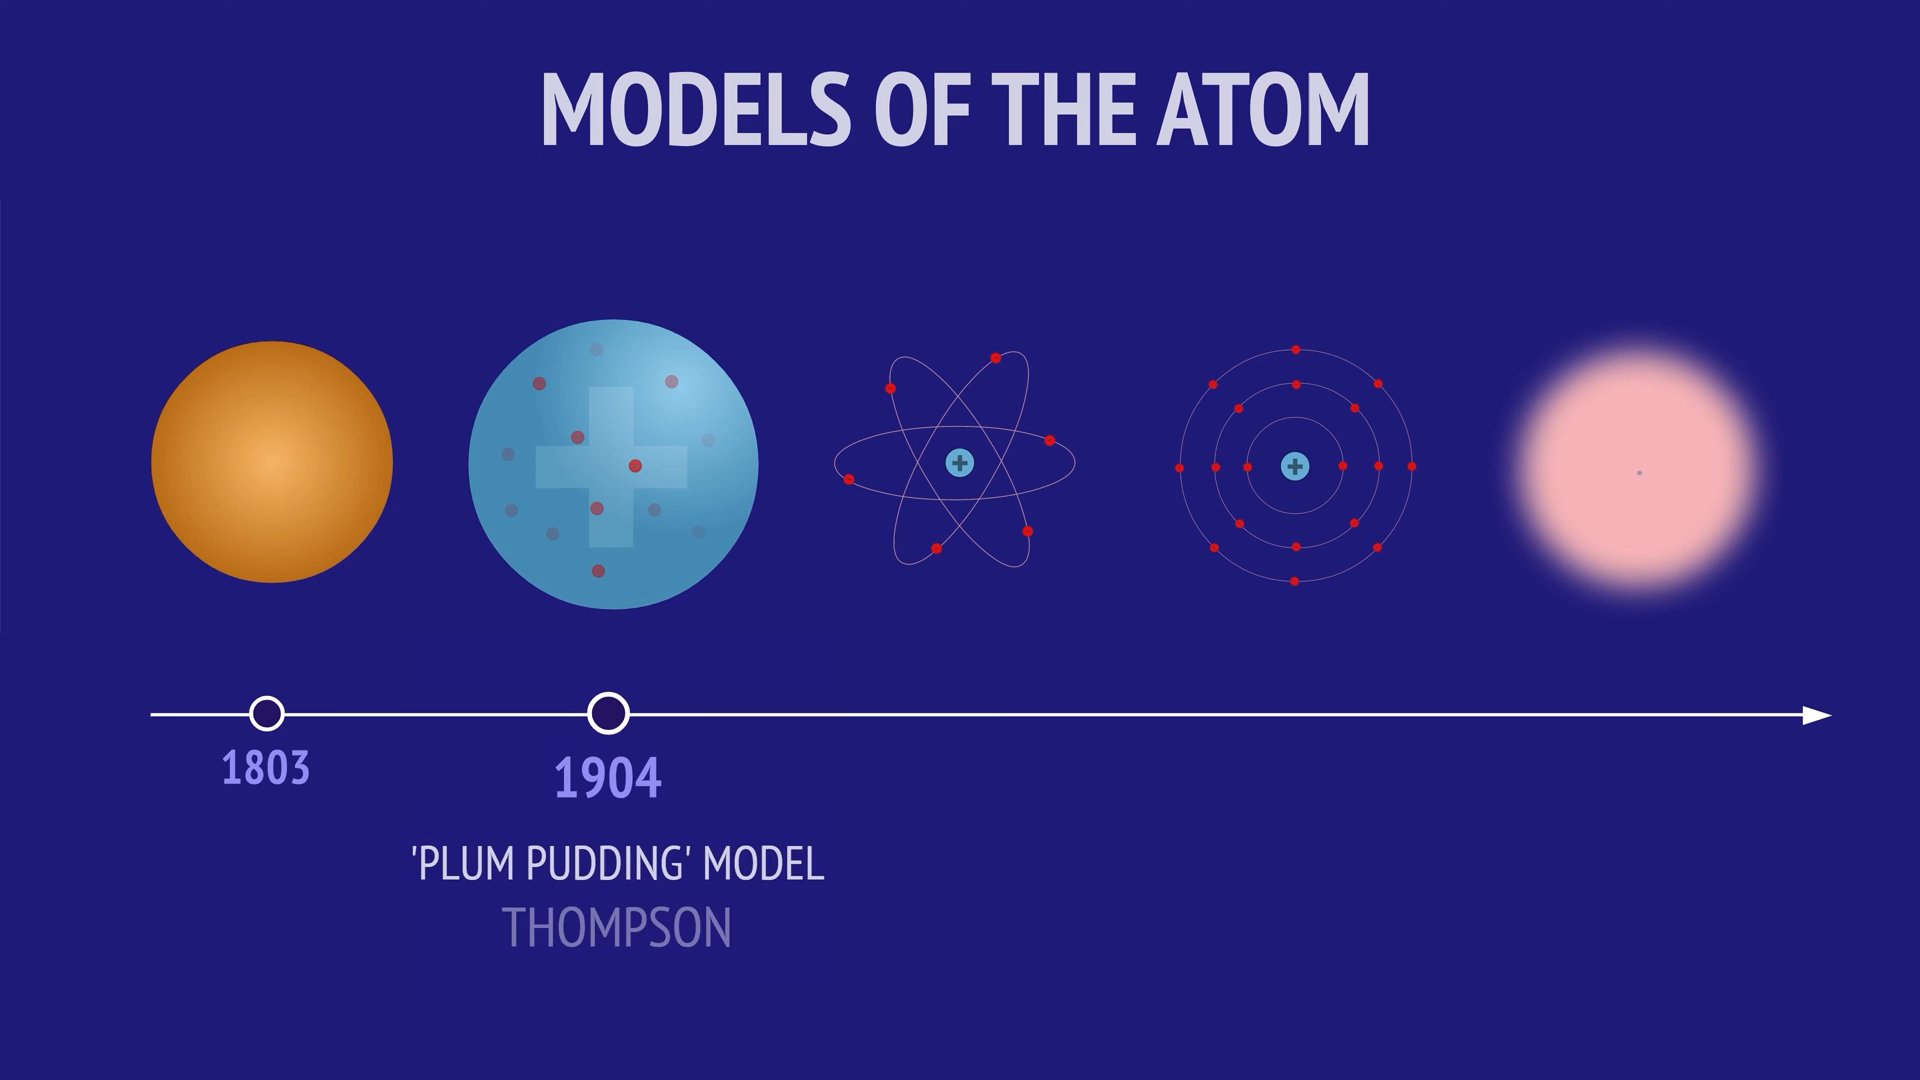 MODELS OF THE ATOM
1803
1904
'PLUM PUDDING' MODEL
THOMPSON